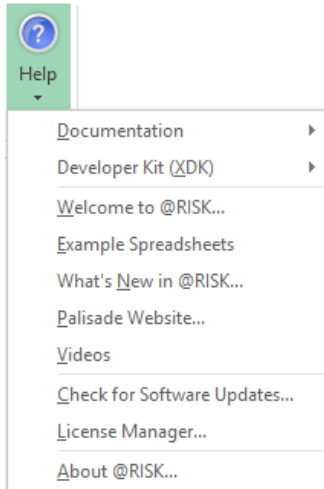 Help
Documentation
Developer Kit (XDK)
Welcome to @RISK...
Example Spreadsheets
What's New in @RISK...
Palisade Website...
Videos
Check for Software Updates...
License Manager...
About @RISK...